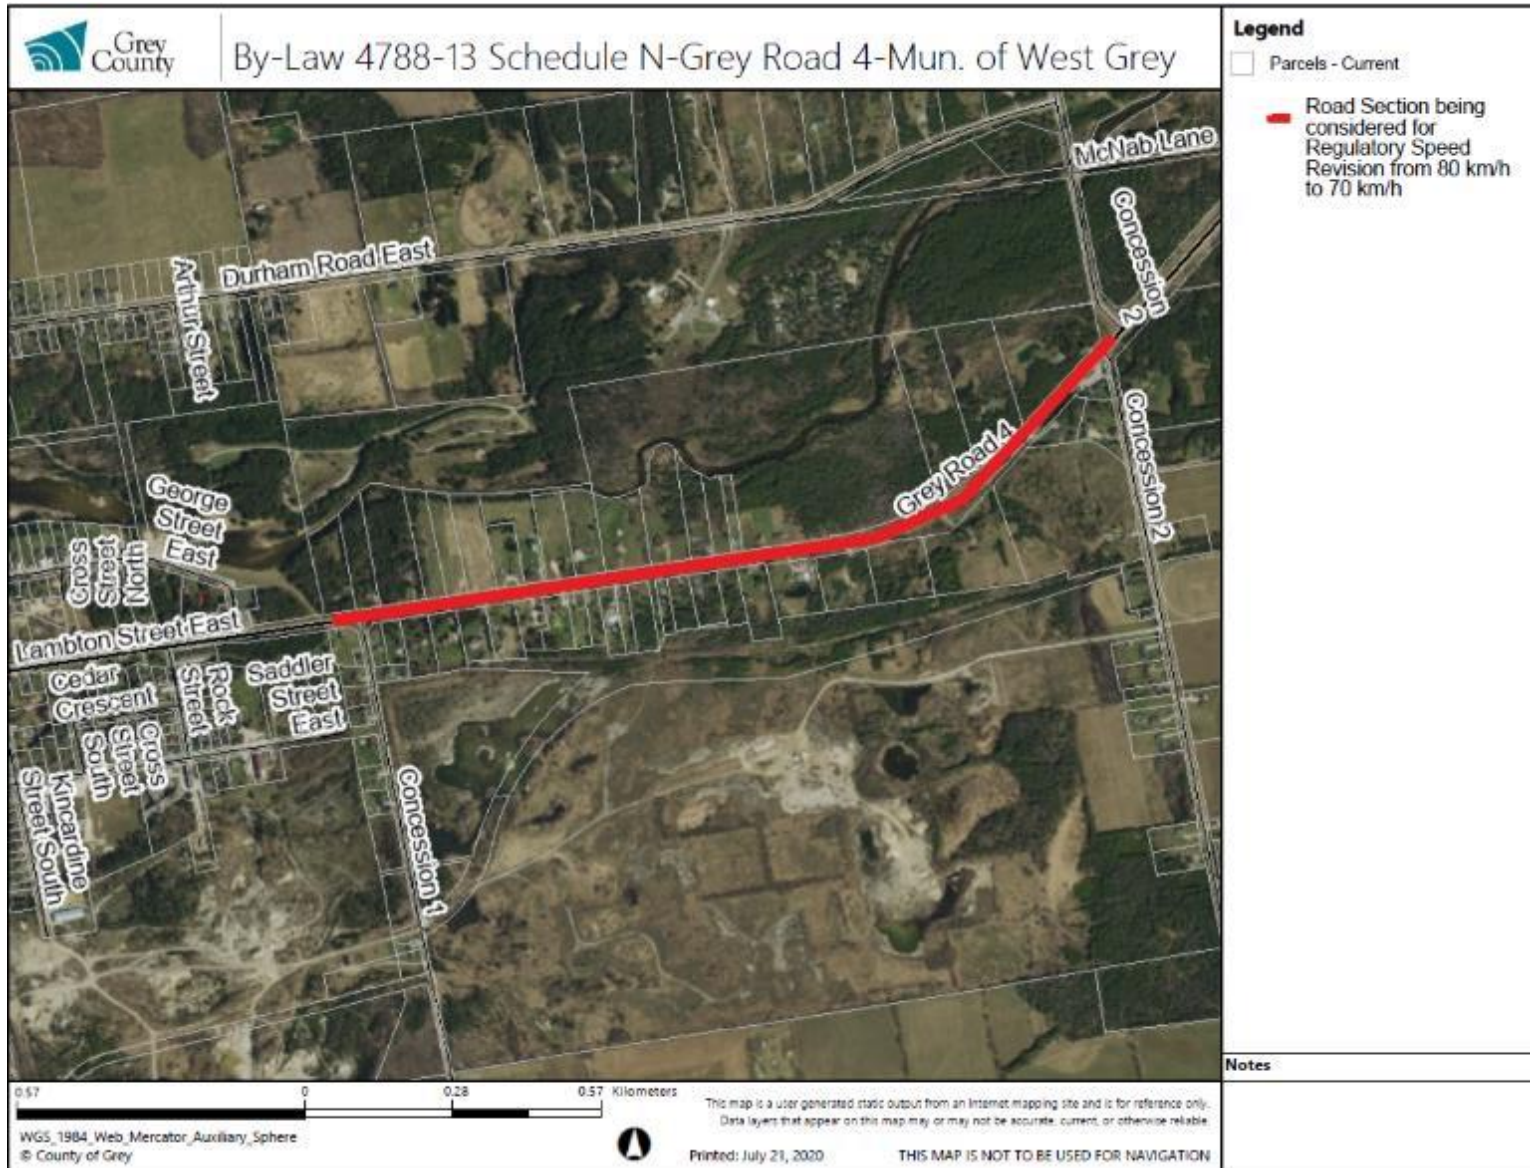 Grey
County
By-Law 4788-13 Schedule N-Grey Road 4-Mun. of West Grey
Legend
Parcels - Current
Road Section being
considered for
Regulatory Speed
Revision from 80 km/h
to 70 km/h
McNab Lane
Concession
2
Durham Road East
Arthur Street
Grey Road 4
Concession 2
George
Street
East
Cross
Street
North
Lambton Street East
Cedar
Crescent
Rock
Street
Saddler
Street
East
Cross
Street
South
Kincardine
Street South
Concession 1
Notes
0.57
0
0.28
0.57 Kilometers
WGS_1984_Web_Mercator_Auxiliary_Sphere
© County of Grey
This map is a user generated static output from an Internet mapping site and is for reference only.
Data layers that appear on this map may or may not be accurate, current, or otherwise reliable.
Printed: July 21, 2020
THIS MAP IS NOT TO BE USED FOR NAVIGATION